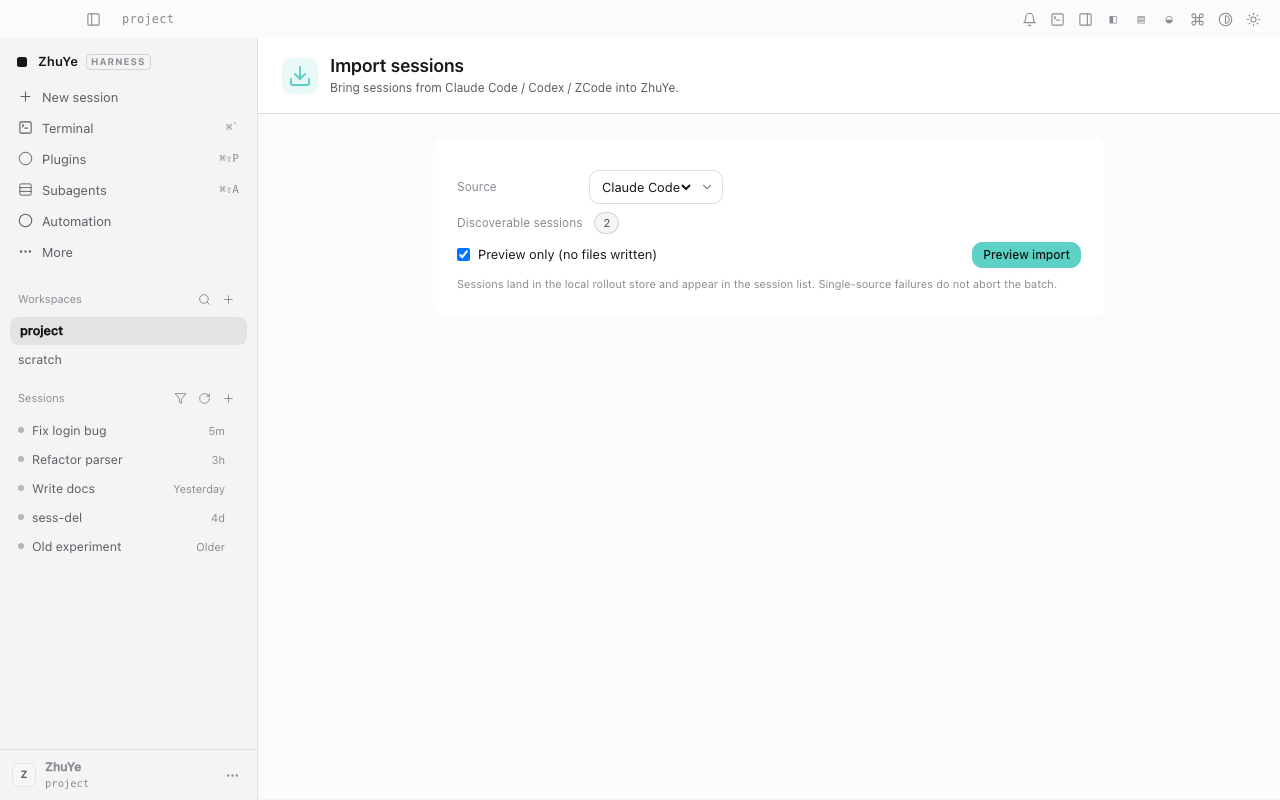 project
ZhuYe HARNESS
New session
Terminal ⌘`
Plugins ⌘⇧P
Subagents ⌘⇧A
Automation
More
Workspaces
project
scratch
Sessions
Fix login bug 5m
Refactor parser 3h
Write docs Yesterday
sess-del 4d
Old experiment Older
Z ZhuYe
project
Import sessions
Bring sessions from Claude Code / Codex / ZCode into ZhuYe.
Source Claude Code
Discoverable sessions 2
Preview only (no files written) Preview import
Sessions land in the local rollout store and appear in the session list. Single-source failures do not abort the batch.